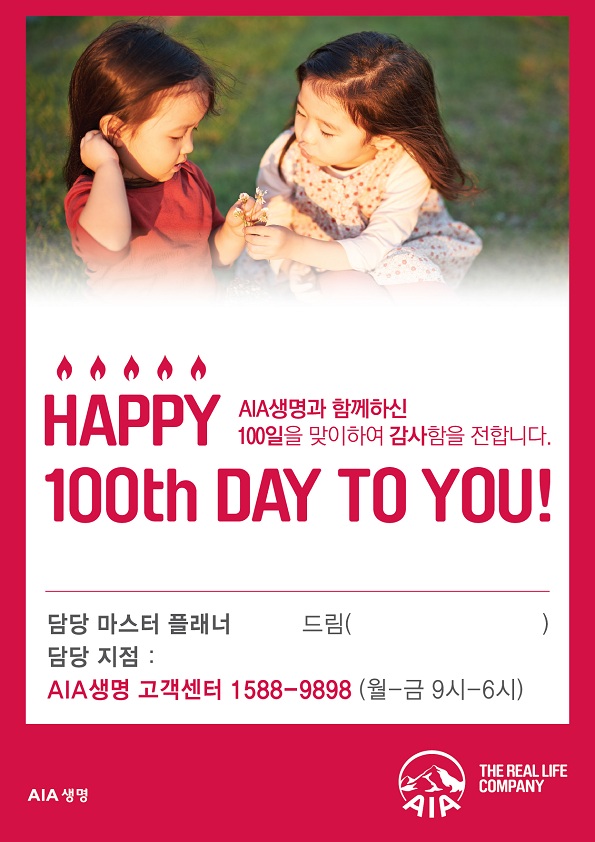 HAPPY
AIA생명과 함께하신
100일을 맞이하여 감사함을 전합니다.
100th DAY TO YOU!
담당 마스터 플래너 드림( )
담당 지점 :
AIA생명 고객센터 1588-9898 (월-금 9시-6시)
AIA 생명
AIA
THE REAL LIFE
COMPANY